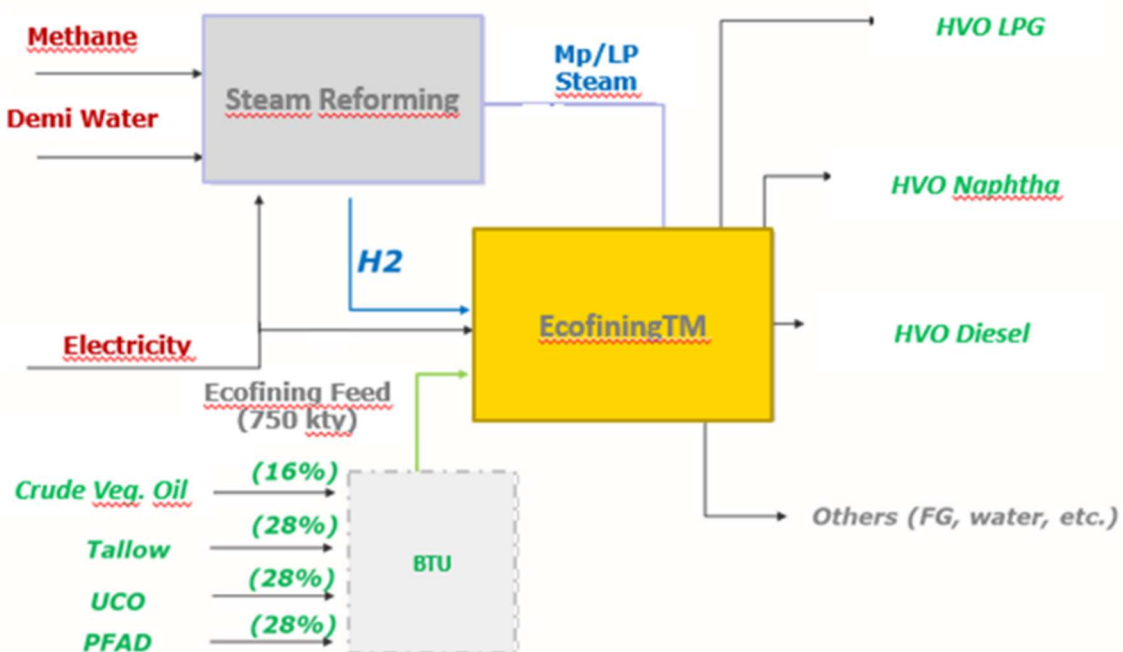 Methane
HVO LPG
Mp/LP
Steam
Steam Reforming
Demi Water
HVO Naphtha
H2
EcofiningTM
HVO Diesel
Electricity
Ecofining Feed
(750 kty)
Crude Veg. Oil
(16%)
Tallow
(28%)
BTU
UCO
(28%)
PFAD
(28%)
Others (FG, water, etc.)